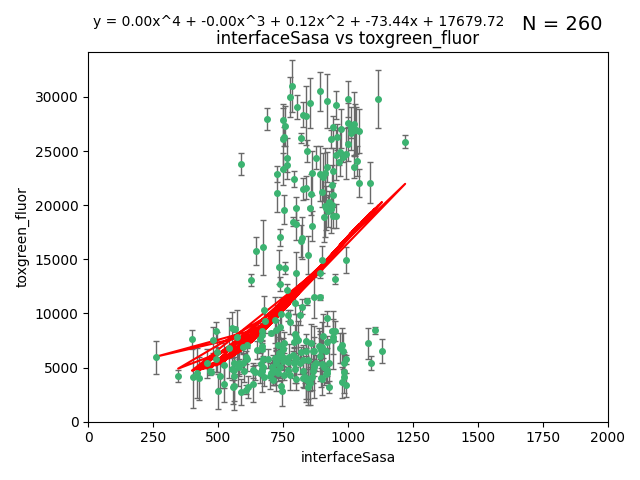 y = 0.00x^4 + -0.00x^3 + 0.12x^2 + -73.44x + 17679.72
N = 260
interfaceSasa vs toxgreen_fluor
30000
25000
20000
15000
10000
5000
0
toxgreen_fluor
0 250 500 750 1000 1250 1500 1750 2000
interfaceSasa